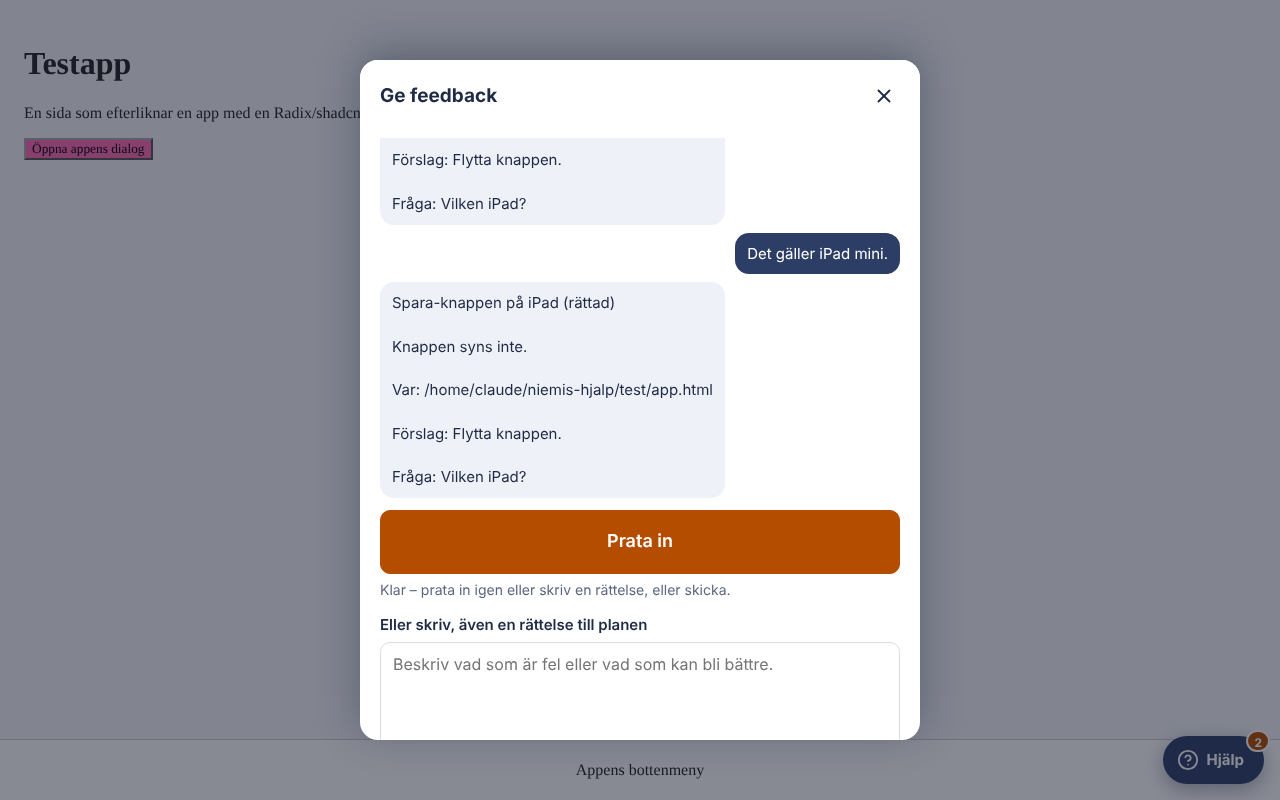 Testapp
En sida som efterliknar en app med en Radix/shadcn
Öppna appens dialog
Ge feedback
Förslag: Flytta knappen.
Fråga: Vilken iPad?
Det gäller iPad mini.
Spara-knappen på iPad (rättad)
Knappen syns inte.
Var: /home/claude/niemis-hjalp/test/app.html
Förslag: Flytta knappen.
Fråga: Vilken iPad?
Prata in
Klar – prata in igen eller skriv en rättelse, eller skicka.
Eller skriv, även en rättelse till planen
Beskriv vad som är fel eller vad som kan bli bättre.
Appens bottenmeny
Hjälp
2